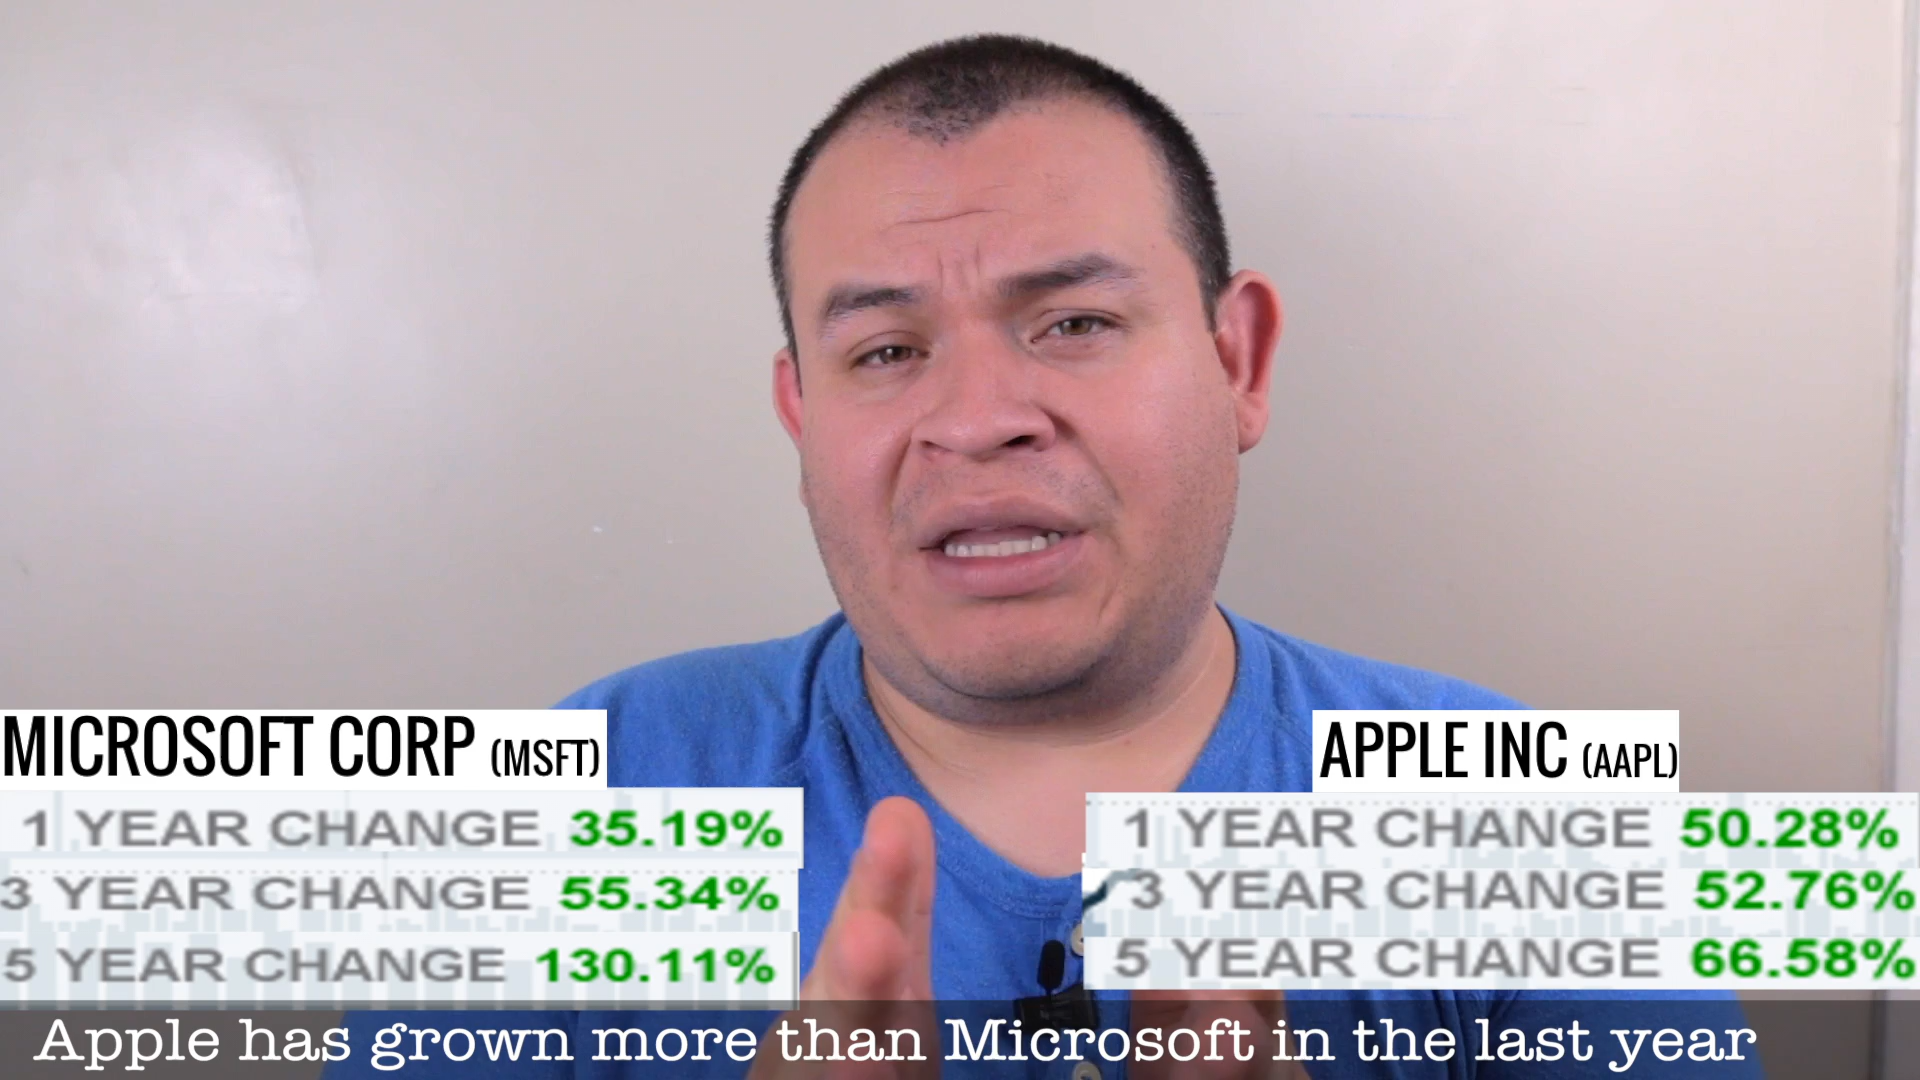 MICROSOFT CORP (MSFT)
1 YEAR CHANGE 35.19%
3 YEAR CHANGE 55.34%
5 YEAR CHANGE 130.11%
APPLE INC (AAPL)
1 YEAR CHANGE 50.28%
3 YEAR CHANGE 52.76%
5 YEAR CHANGE 66.58%
Apple has grown more than Microsoft in the last year